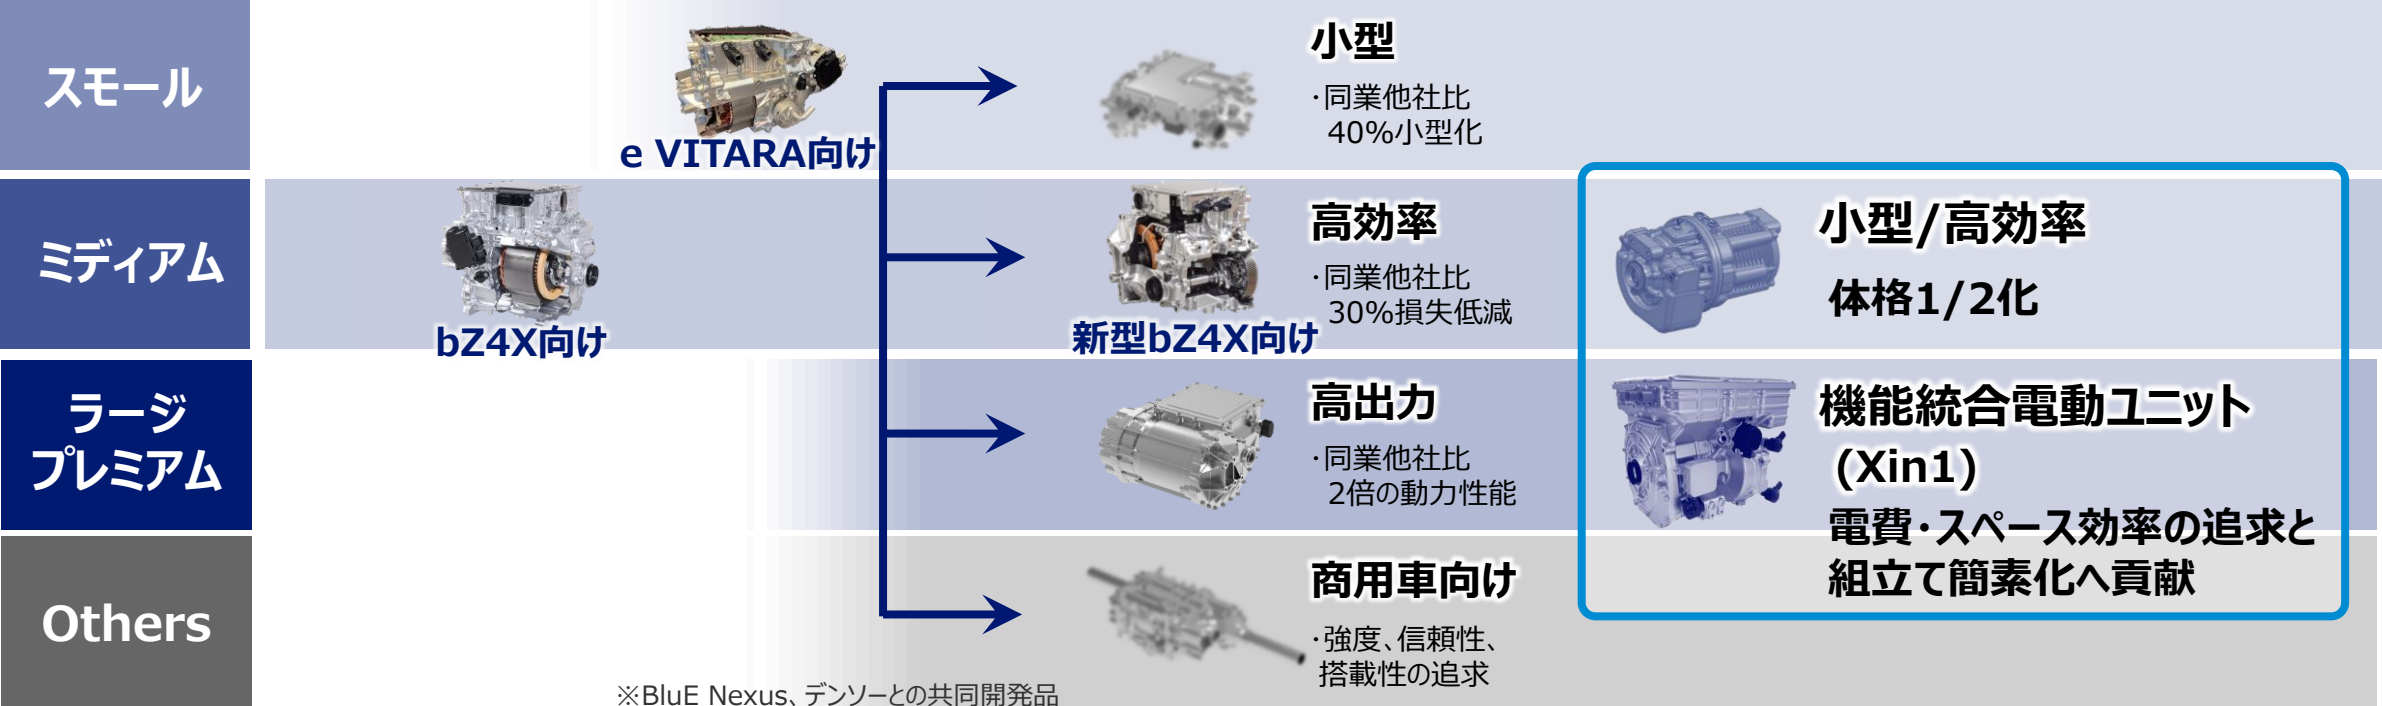 スモール
e VITARA向け
小型
・同業他社比
40%小型化
ミディアム
bZ4X向け
新型bZ4X向け
高効率
・同業他社比
30%損失低減
小型/高効率
体格1/2化
ラージ
プレミアム
高出力
・同業他社比
2倍の動力性能
機能統合電動ユニット
(Xin1)
電費・スペース効率の追求と
組立て簡素化へ貢献
Others
商用車向け
・強度、信頼性、
搭載性の追求
※BluE Nexus、デンソーとの共同開発品